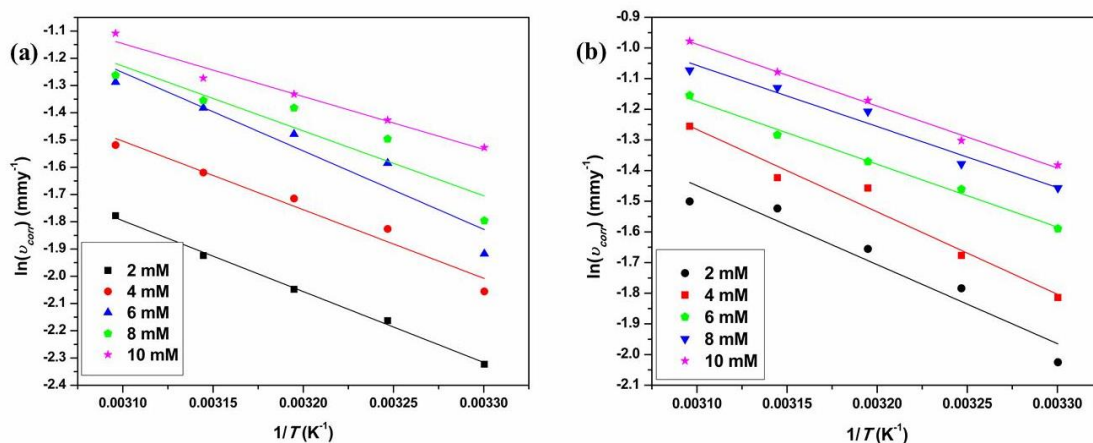 (a)
ln(υcorr) (mmy-1)
-1.1
-1.2
-1.3
-1.4
-1.5
-1.6
-1.7
-1.8
-1.9
-2.0
-2.1
-2.2
-2.3
-2.4
2 mM
4 mM
6 mM
8 mM
10 mM
0.00310
0.00315
0.00320
0.00325
0.00330
1/T (K-1)
(b)
ln(υcorr) (mmy-1)
-0.9
-1.0
-1.1
-1.2
-1.3
-1.4
-1.5
-1.6
-1.7
-1.8
-1.9
-2.0
-2.1
2 mM
4 mM
6 mM
8 mM
10 mM
0.00310
0.00315
0.00320
0.00325
0.00330
1/T (K-1)